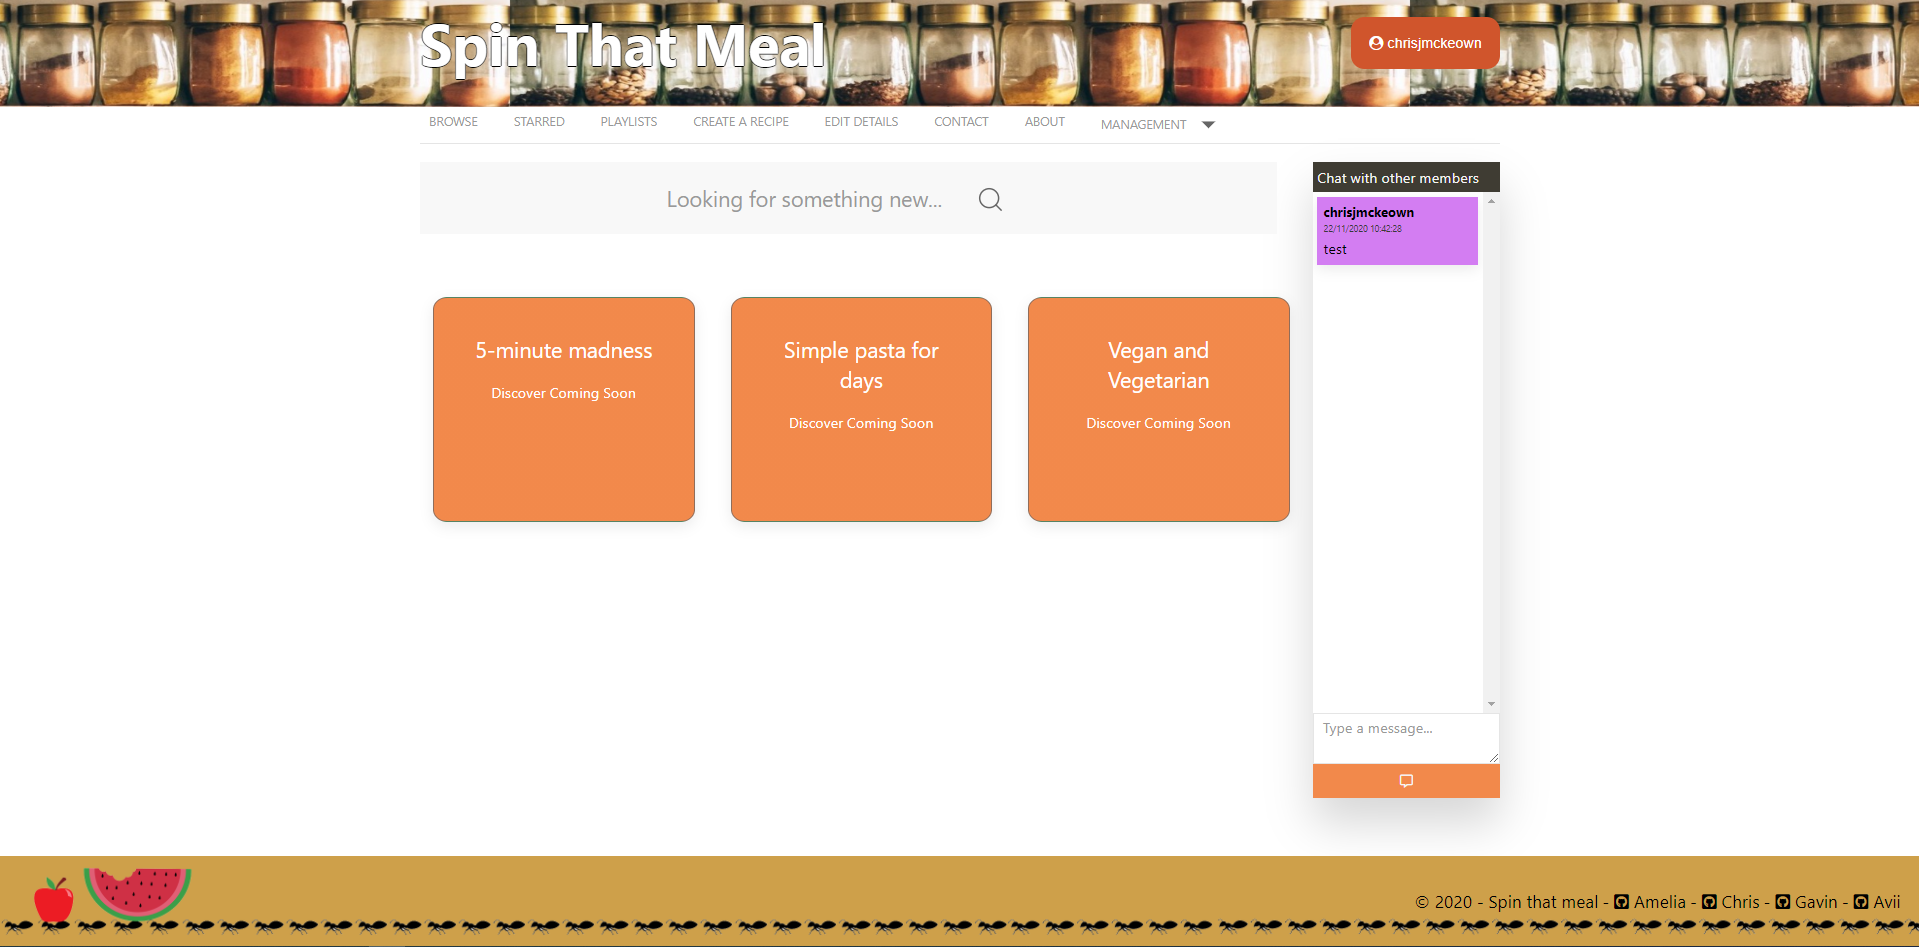 Spin That Meal
chrisjmckeown
BROWSE STARRED PLAYLISTS CREATE A RECIPE EDIT DETAILS CONTACT ABOUT MANAGEMENT
Looking for something new...
Chat with other members
chrisjmckeown
22/11/2020 10:42:28
test
5-minute madness
Discover Coming Soon
Simple pasta for
days
Discover Coming Soon
Vegan and
Vegetarian
Discover Coming Soon
Type a message...
© 2020 - Spin that meal - Amelia - Chris - Gavin - Avii